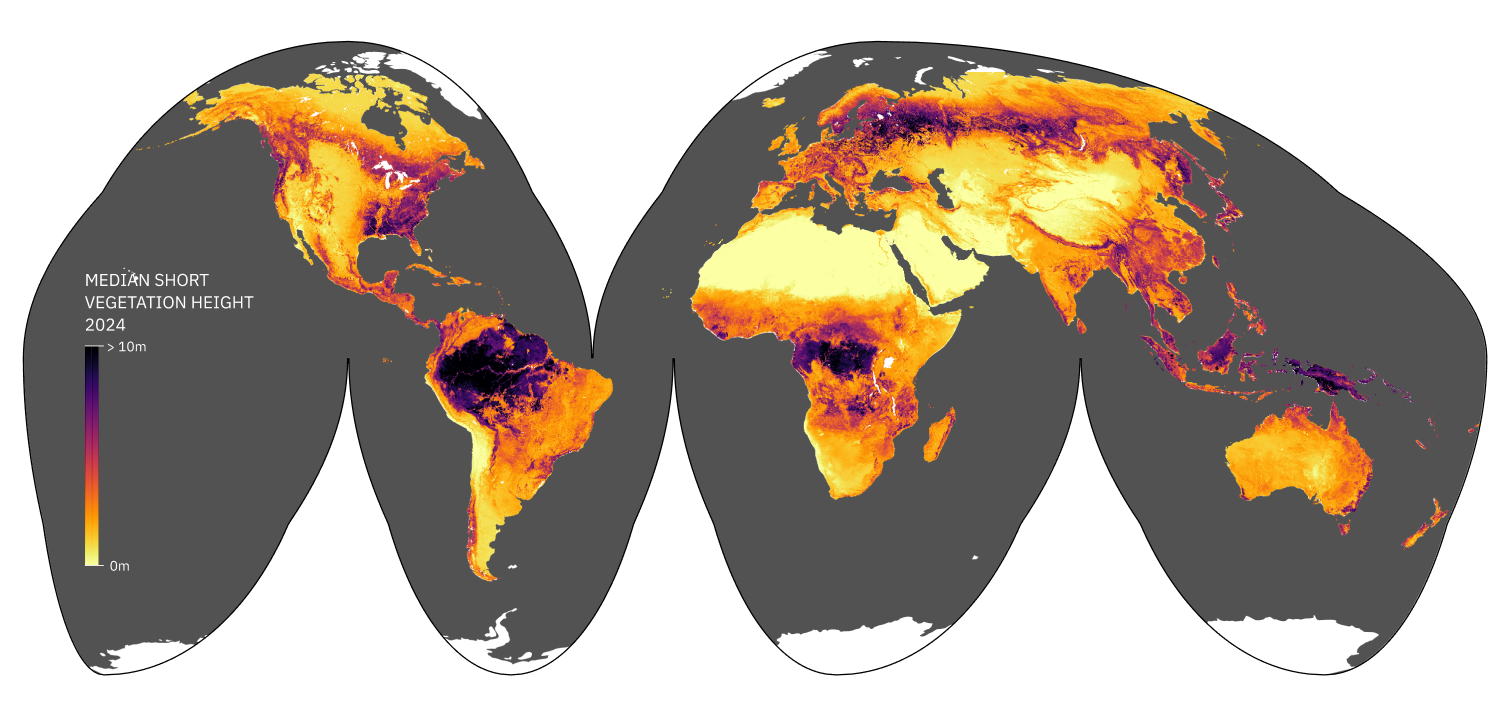 MEDIAN SHORT
VEGETATION HEIGHT
2024
> 10m
0m